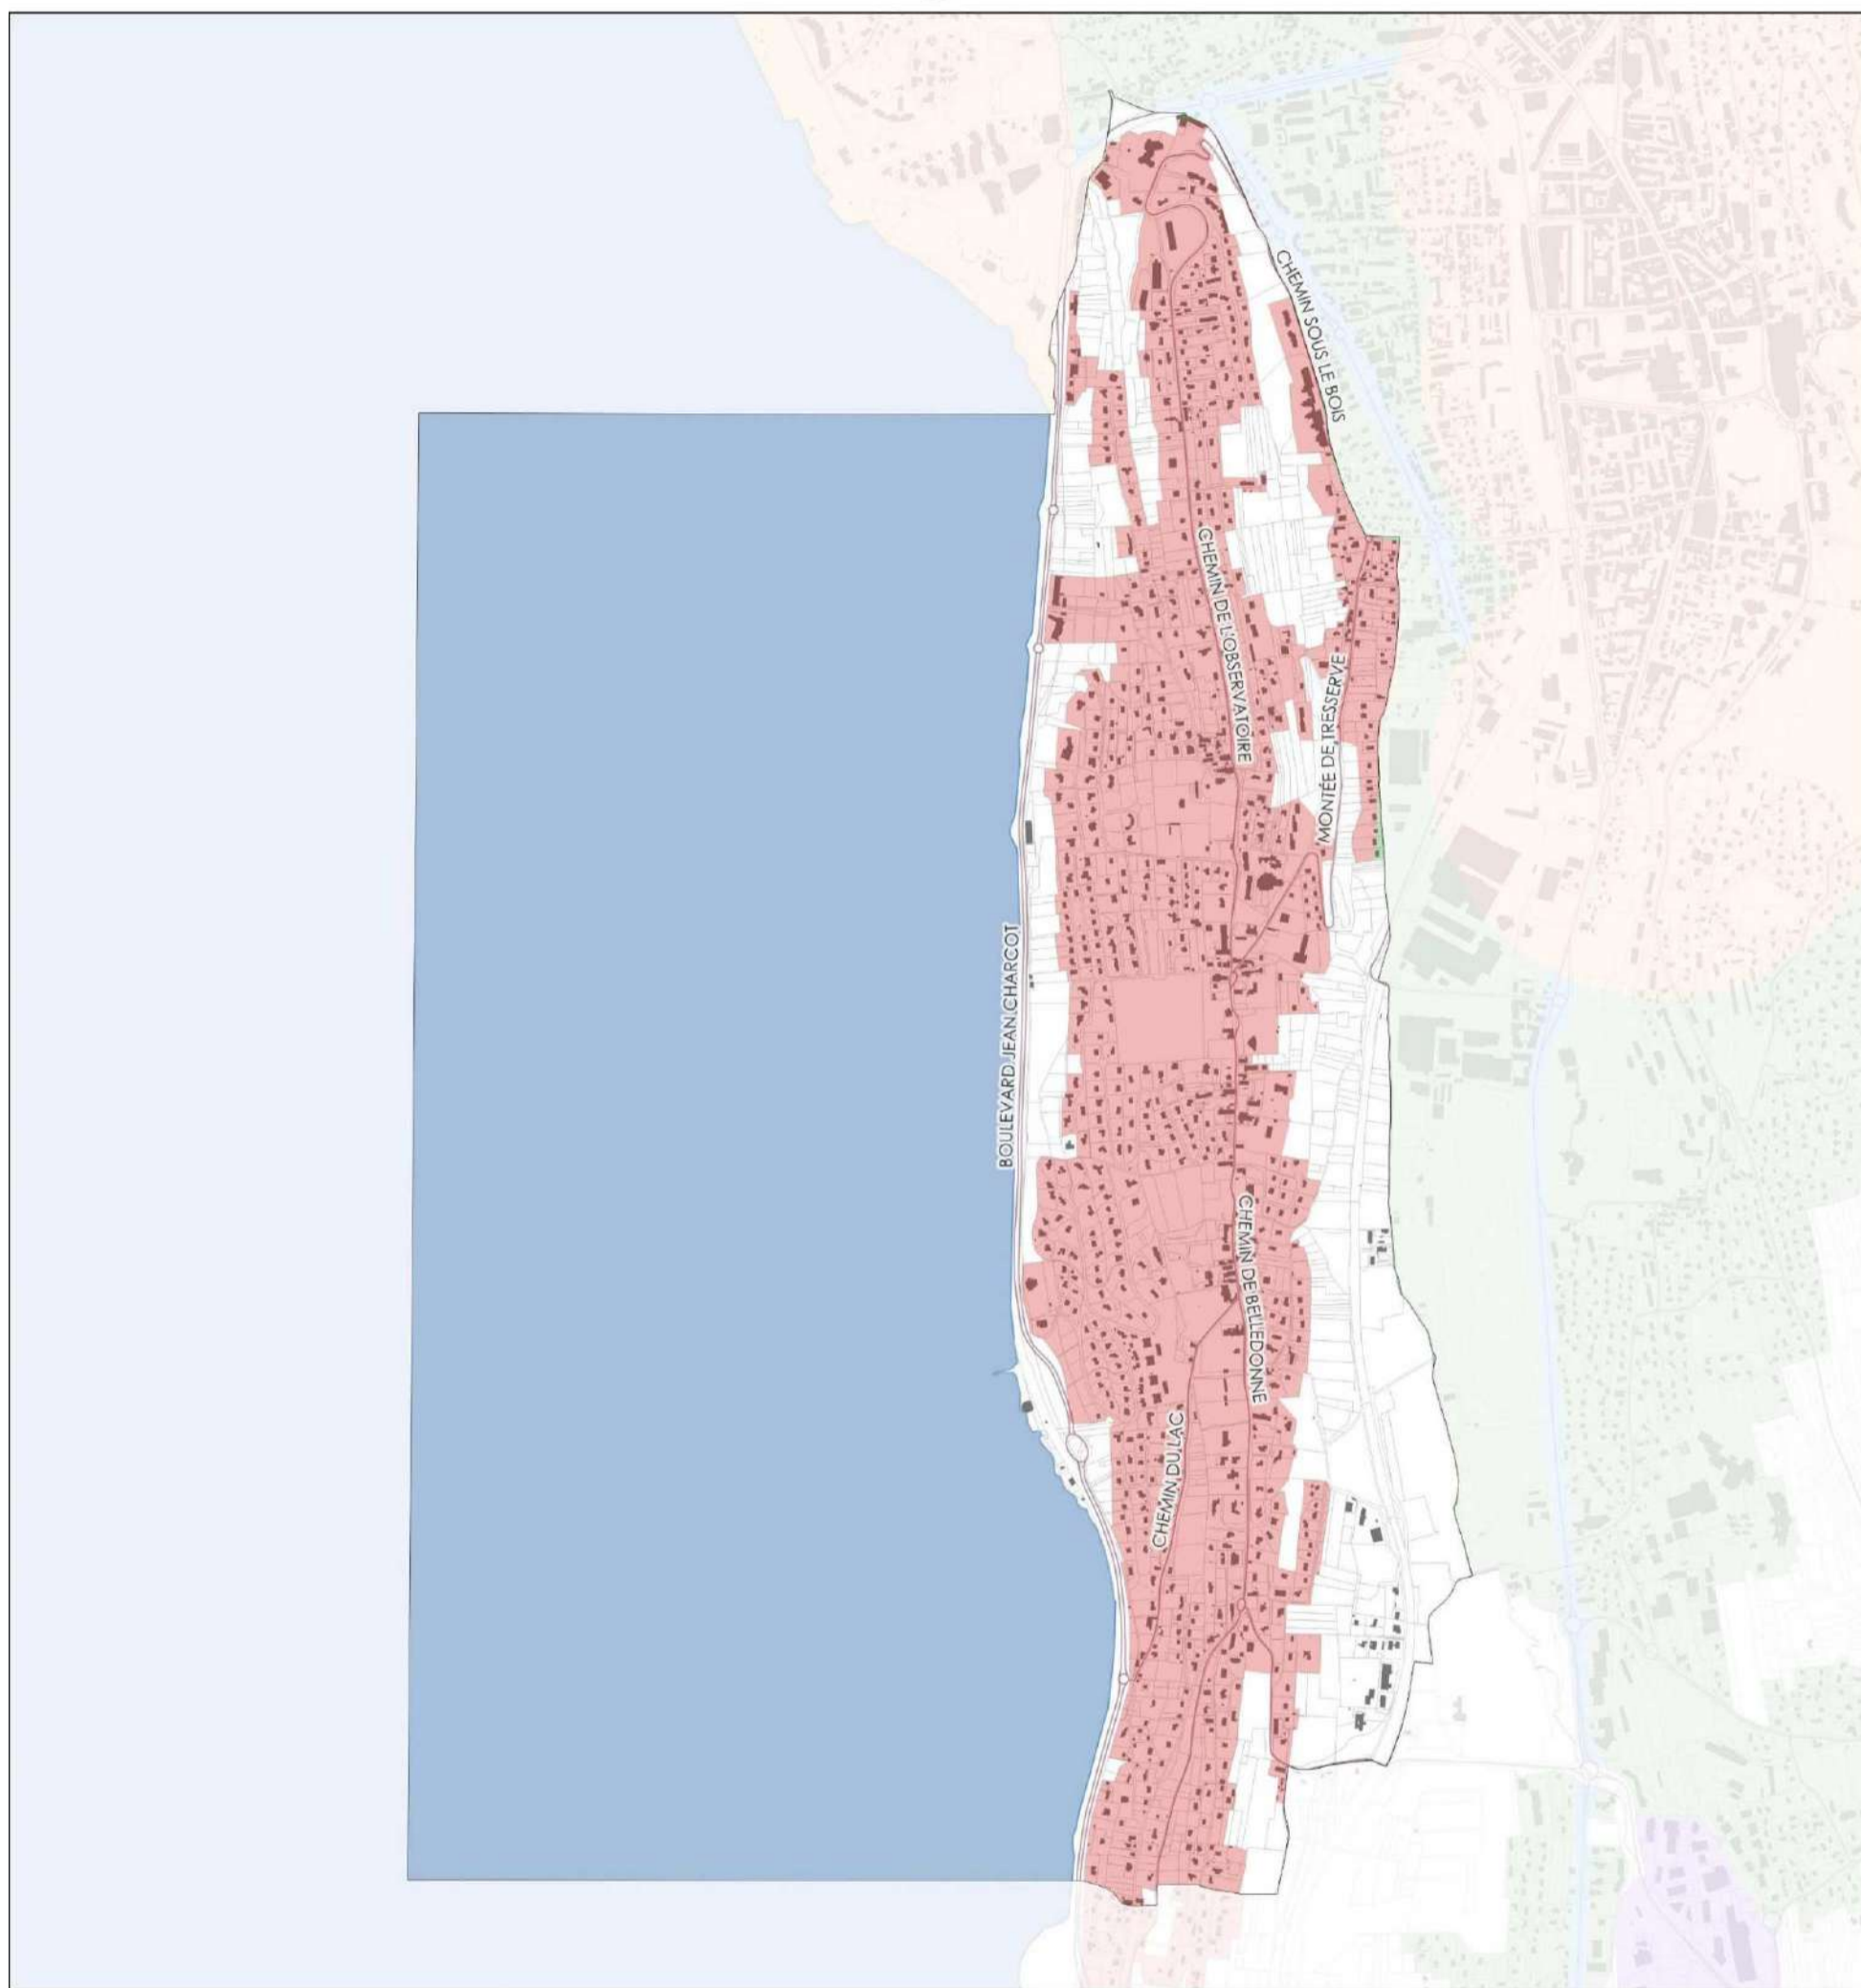 CHEMIN SOUS LE BOIS
CHEMIN DE L'OBSERVATOIRE
MONTÉE DE TRESSERVE
BOULEVARD JEAN CHARCOT
CHEMIN DE BELLEDONNE
CHEMIN DU LAC